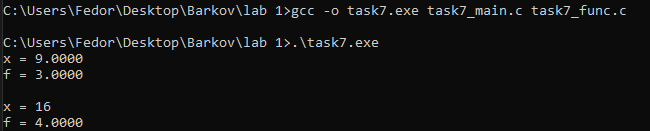 C:\Users\Fedor\Desktop\Barkov\lab 1>gcc -o task7.exe task7_main.c task7_func.c
C:\Users\Fedor\Desktop\Barkov\lab 1>.\task7.exe
x = 9.0000
f = 3.0000
x = 16
f = 4.0000